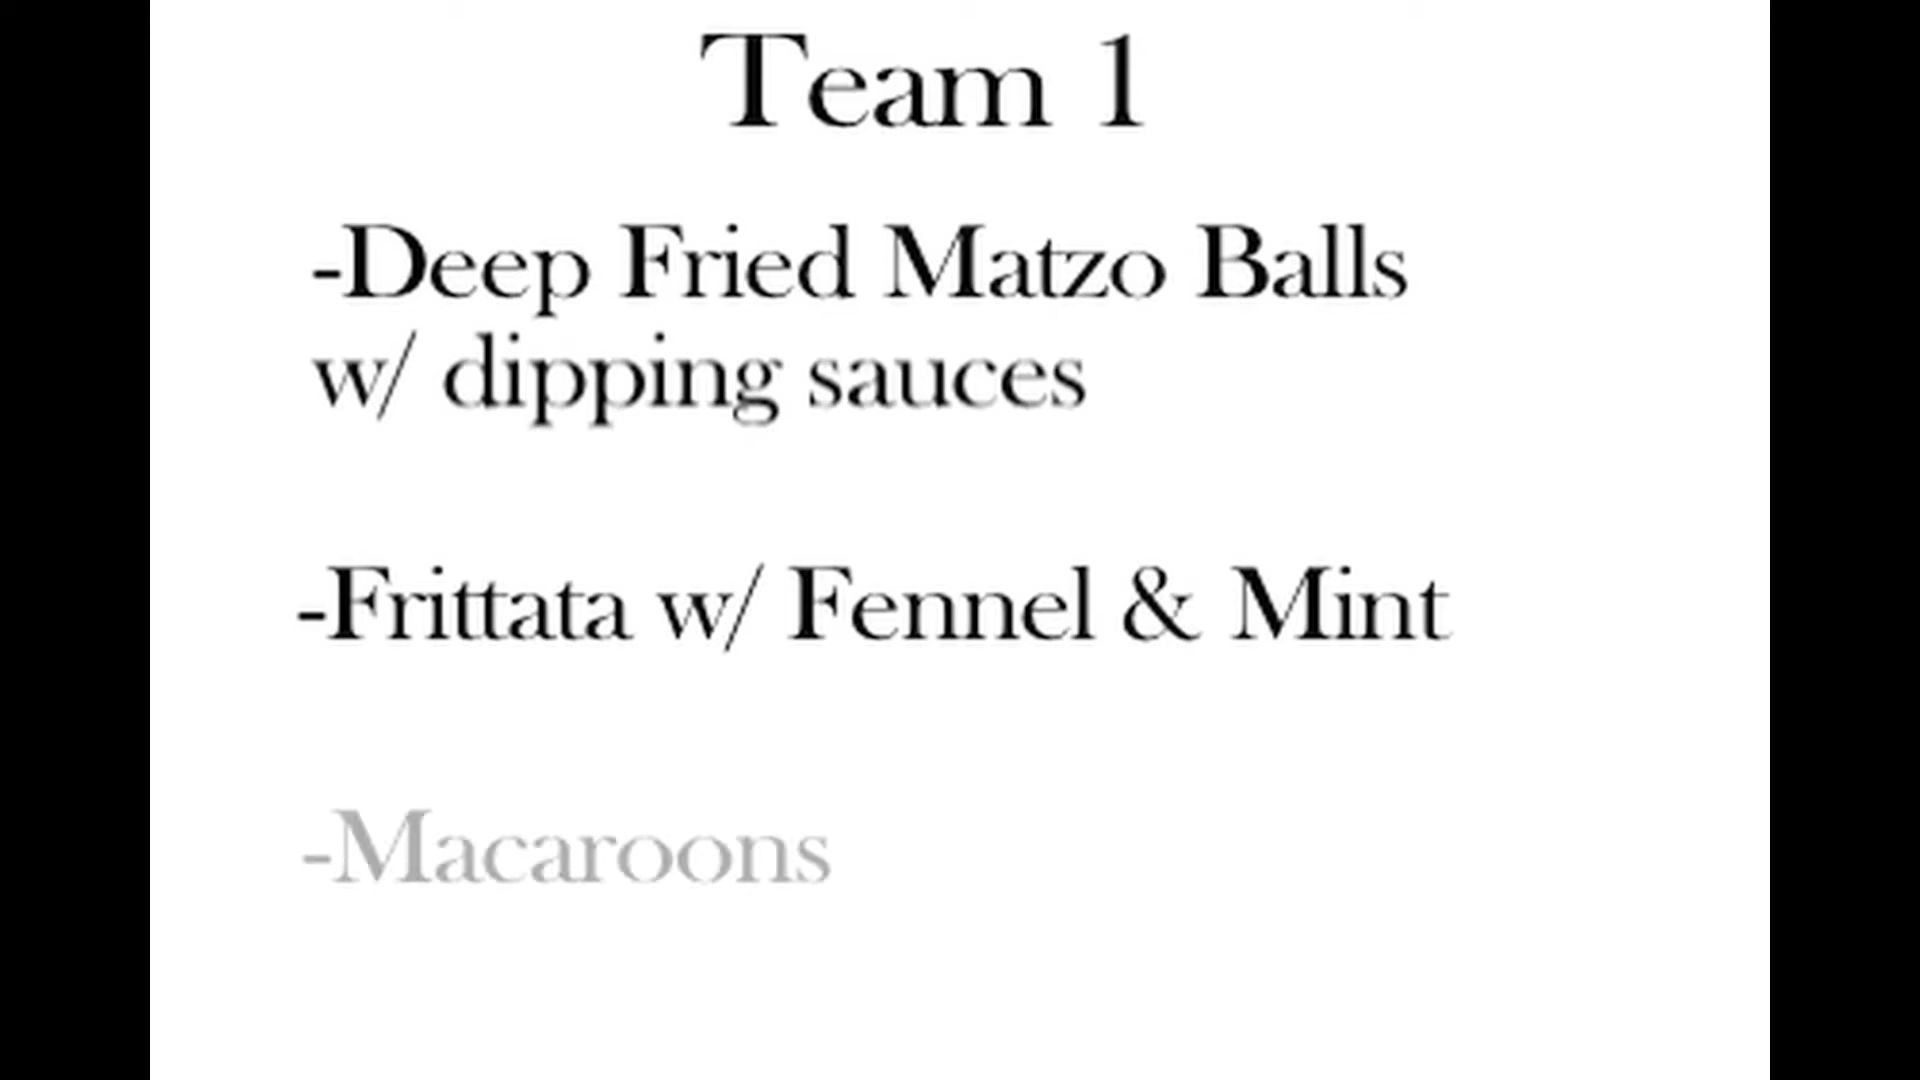 Team 1
-Deep Fried Matzo Balls
w/ dipping sauces
-Frittata w/ Fennel & Mint
-Macaroons